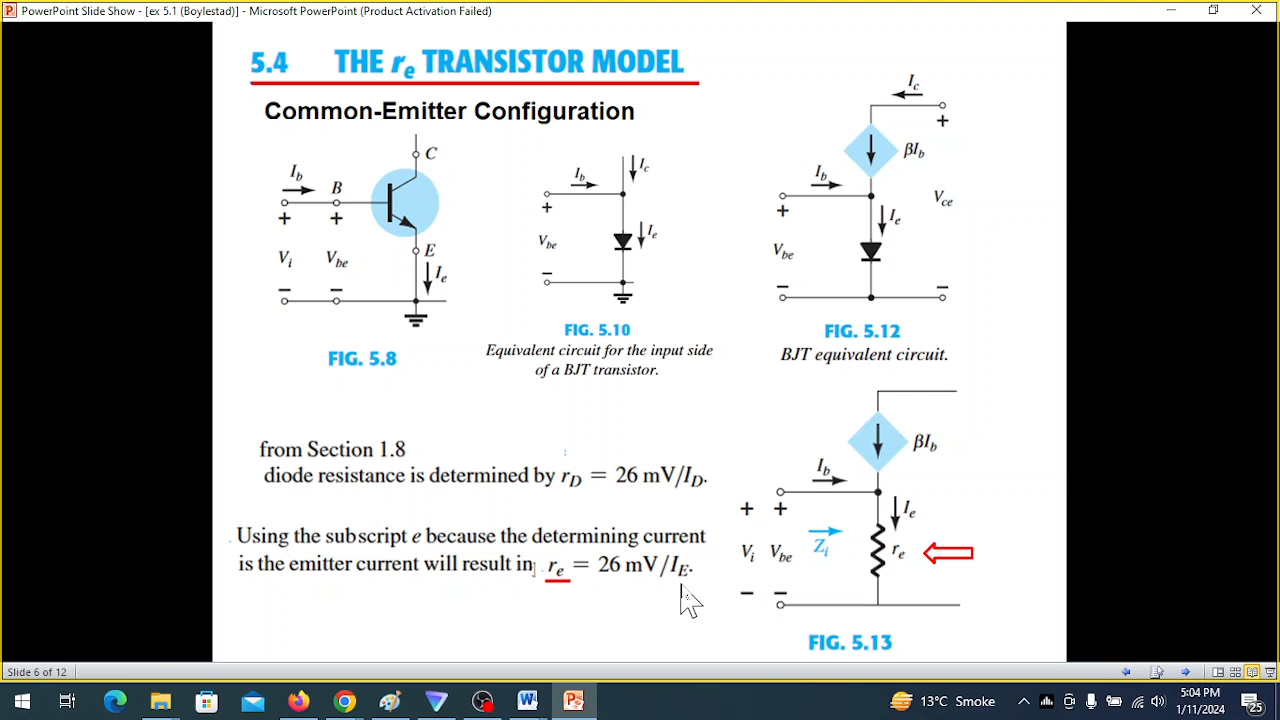 PowerPoint Slide Show - [ex 5.1 (Boylestad)] - Microsoft PowerPoint (Product Activation Failed)
5.4 THE re TRANSISTOR MODEL
Common-Emitter Configuration
C
Ib
B
+ +
Vi Vbe
E
Ie
− −
FIG. 5.8
Ic
Ib
+
Vbe
Ie
−
FIG. 5.10
Equivalent circuit for the input side
of a BJT transistor.
Ic
+
βIb
Ib
+
Vce
Ie
Vbe
− −
FIG. 5.12
BJT equivalent circuit.
from Section 1.8
diode resistance is determined by rD = 26 mV/ID.
Using the subscript e because the determining current
is the emitter current will result in re = 26 mV/IE.
βIb
Ib
+ +
Ie
Zi
Vi Vbe
re
− −
FIG. 5.13
Slide 6 of 12
13°C Smoke
5:04 PM
1/11/2024
25